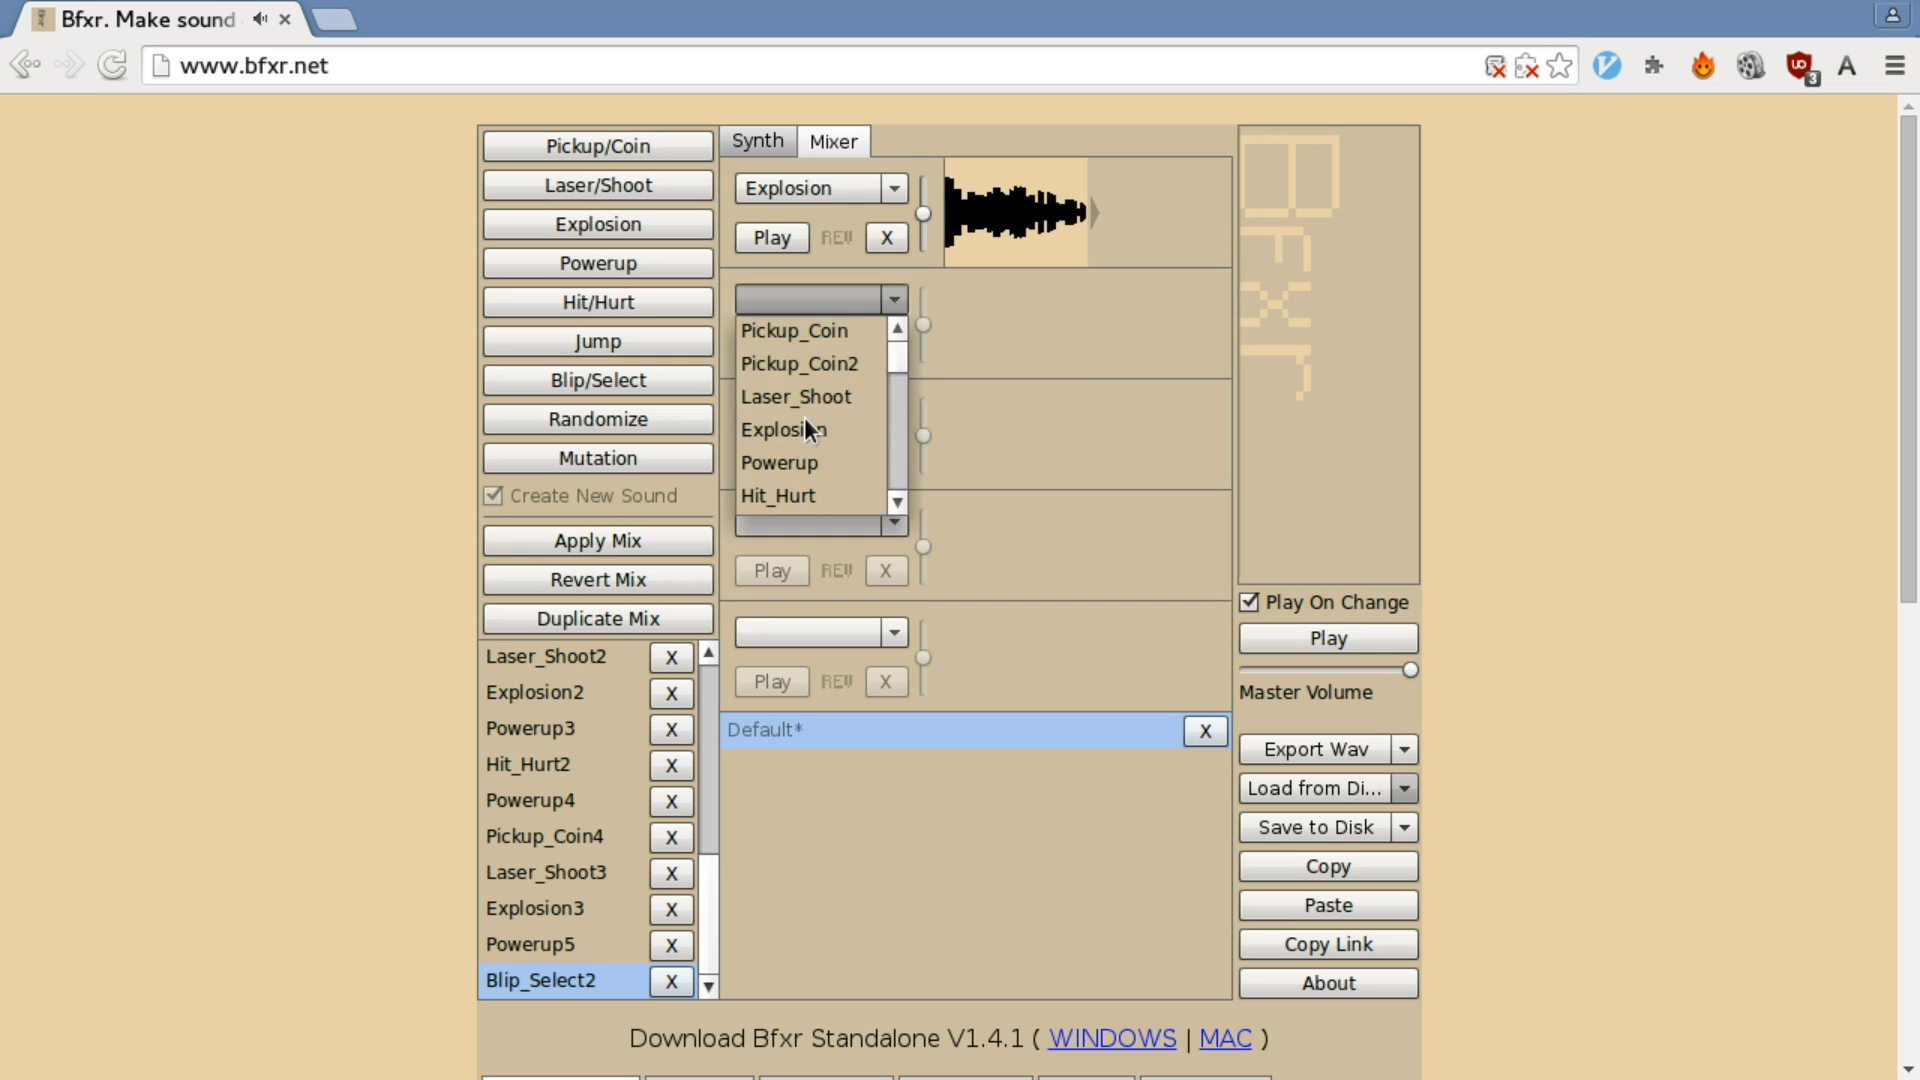 Bfxr. Make sound
www.bfxr.net
3
A
Pickup/Coin
Laser/Shoot
Explosion
Powerup
Hit/Hurt
Jump
Blip/Select
Randomize
Mutation
Create New Sound
Apply Mix
Revert Mix
Duplicate Mix
Laser_Shoot2 X
Explosion2 X
Powerup3 X
Hit_Hurt2 X
Powerup4 X
Pickup_Coin4 X
Laser_Shoot3 X
Explosion3 X
Powerup5 X
Blip_Select2 X
Synth Mixer
Explosion
Play REV X
Pickup_Coin
Pickup_Coin2
Laser_Shoot
Explosion
Powerup
Hit_Hurt
Play REV X
Play REV X
Default* X
Bfxr
Play On Change
Play
Master Volume
Export Wav
Load from Di...
Save to Disk
Copy
Paste
Copy Link
About
Download Bfxr Standalone V1.4.1 ( WINDOWS | MAC )